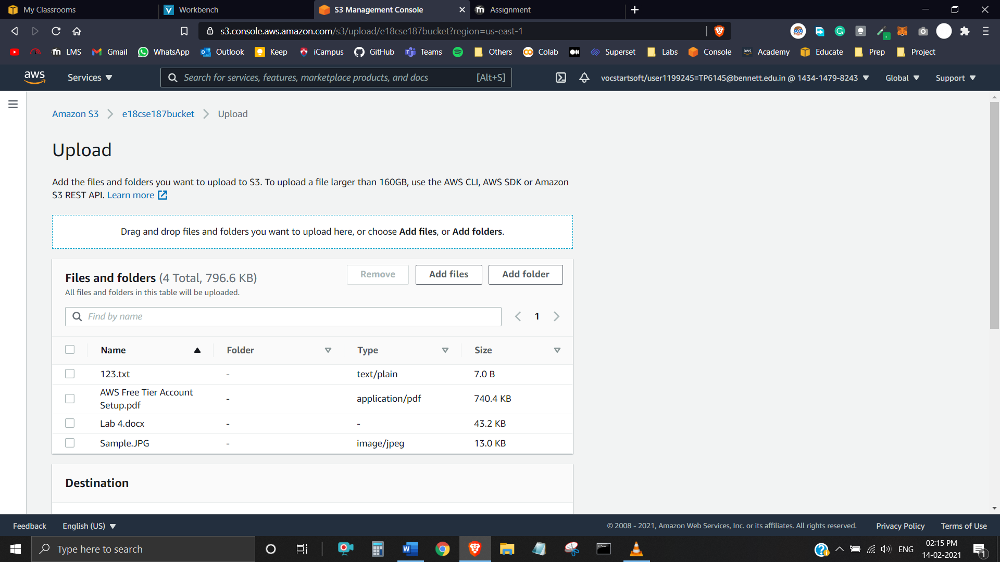 My Classrooms
Workbench
S3 Management Console
Assignment
s3.console.aws.amazon.com/s3/upload/e18cse187bucket?region=us-east-1
LMS
Gmail
WhatsApp
Outlook
Keep
iCampus
GitHub
Teams
Others
Colab
Superset
Labs
Console
aws
Academy
Educate
Prep
Project
aws
Services
Search for services, features, marketplace products, and docs
[Alt+S]
vocstartsoft/user1199245=TP6145@bennett.edu.in @ 1434-1479-8243
Global
Support
Amazon S3
e18cse187bucket
Upload
Upload
Add the files and folders you want to upload to S3. To upload a file larger than 160GB, use the AWS CLI, AWS SDK or Amazon
S3 REST API. Learn more
Drag and drop files and folders you want to upload here, or choose Add files, or Add folders.
Files and folders (4 Total, 796.6 KB)
Remove
Add files
Add folder
All files and folders in this table will be uploaded.
Find by name
1
Name
Folder
Type
Size
123.txt - text/plain 7.0 B
AWS Free Tier Account
Setup.pdf - application/pdf 740.4 KB
Lab 4.docx - - 43.2 KB
Sample.JPG - image/jpeg 13.0 KB
Destination
Feedback
English (US)
© 2008 - 2021, Amazon Web Services, Inc. or its affiliates. All rights reserved.
Privacy Policy
Terms of Use
Type here to search
ENG
02:15 PM
14-02-2021
1